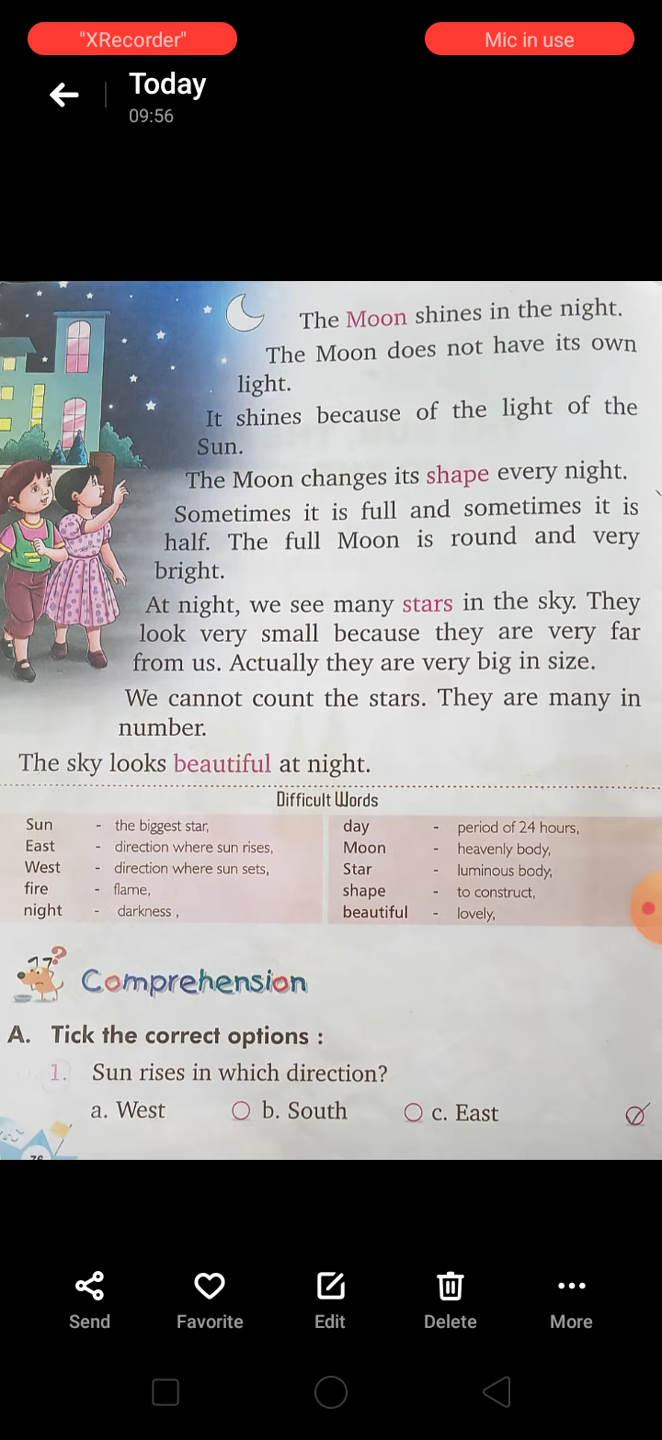 "XRecorder"
Mic in use
Today
09:56
The Moon shines in the night.
The Moon does not have its own
light.
It shines because of the light of the
Sun.
The Moon changes its shape every night.
Sometimes it is full and sometimes it is
half. The full Moon is round and very
bright.
At night, we see many stars in the sky. They
look very small because they are very far
from us. Actually they are very big in size.
We cannot count the stars. They are many in
number.
The sky looks beautiful at night.
Difficult Words
Sun - the biggest star,
East - direction where sun rises,
West - direction where sun sets,
fire - flame,
night - darkness ,
day - period of 24 hours,
Moon - heavenly body,
Star - luminous body,
shape - to construct,
beautiful - lovely,
?
Comprehension
A. Tick the correct options :
1. Sun rises in which direction?
a. West b. South c. East
Send Favorite Edit Delete More